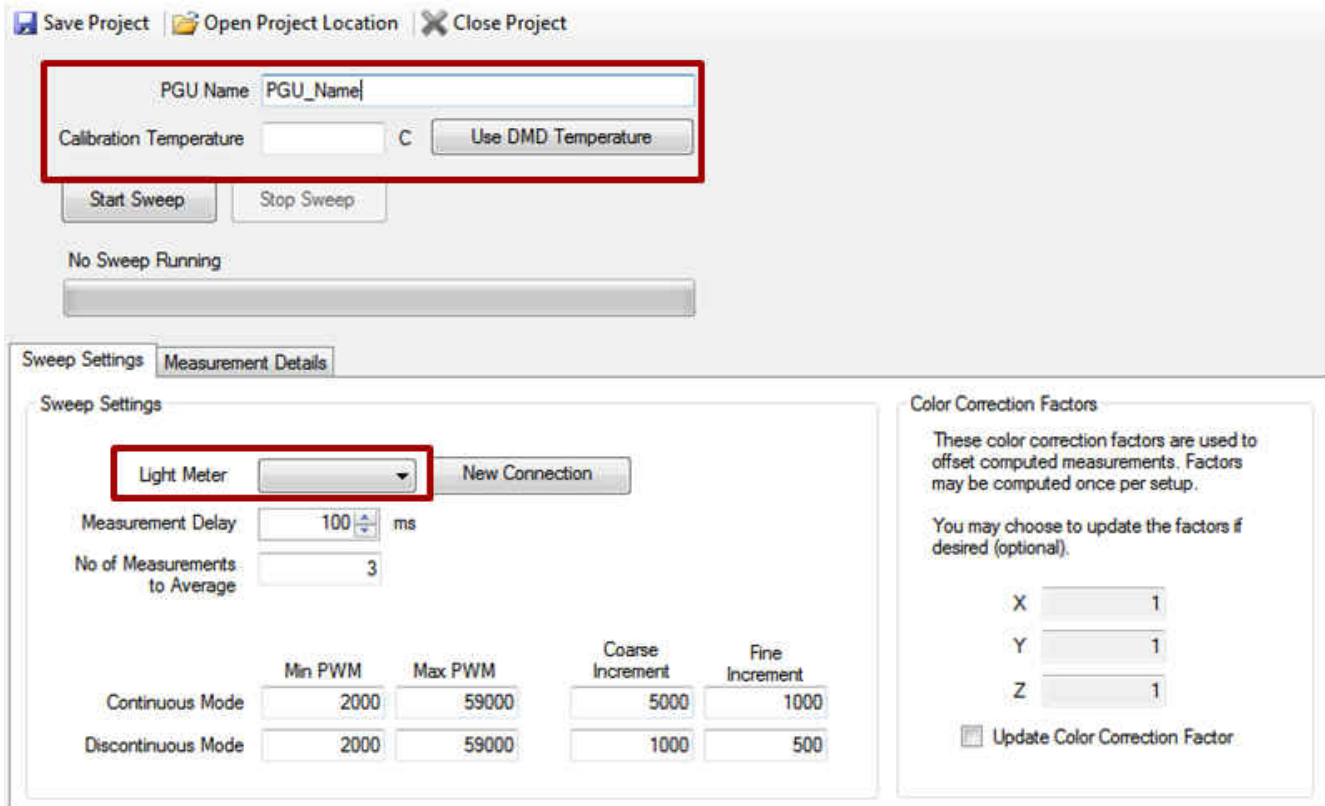 Save Project Open Project Location Close Project
PGU Name PGU_Name
Calibration Temperature C Use DMD Temperature
Start Sweep Stop Sweep
No Sweep Running
Sweep Settings Measurement Details
Sweep Settings
Light Meter New Connection
Measurement Delay 100 ms
No of Measurements
to Average 3
Min PWM Max PWM Coarse Increment Fine Increment
Continuous Mode 2000 59000 5000 1000
Discontinuous Mode 2000 59000 1000 500
Color Correction Factors
These color correction factors are used to
offset computed measurements. Factors
may be computed once per setup.
You may choose to update the factors if
desired (optional).
X 1
Y 1
Z 1
Update Color Correction Factor